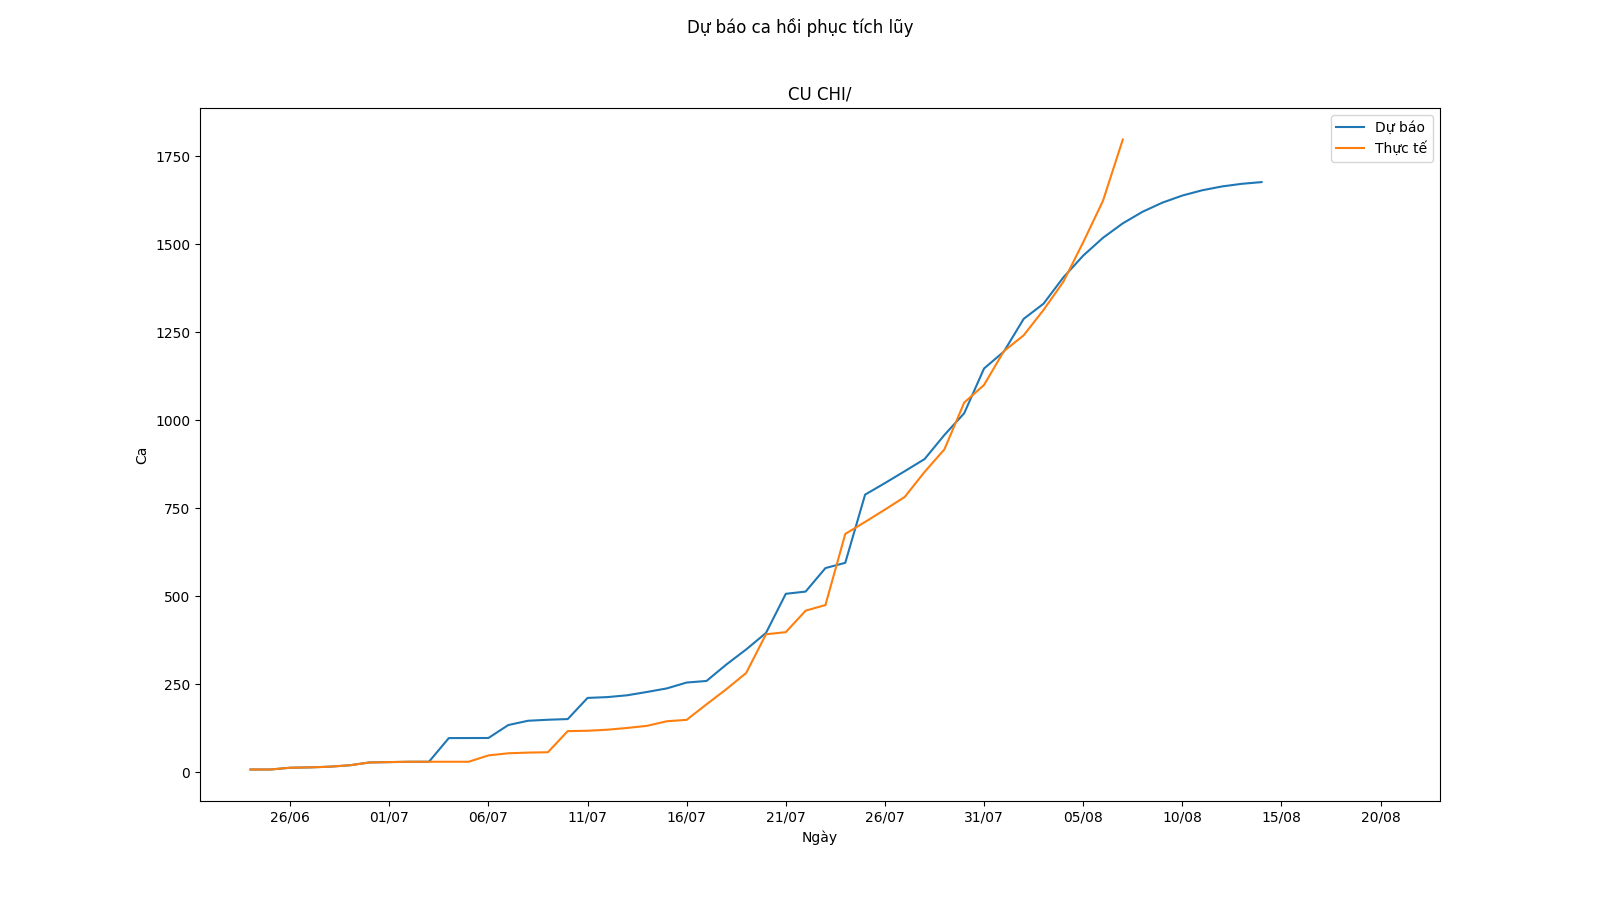 Dự báo ca hồi phục tích lũy
CU CHI/
Dự báo
Thực tế
1750
1500
1250
1000
750
500
250
0
Ca
26/06 01/07 06/07 11/07 16/07 21/07 26/07 31/07 05/08 10/08 15/08 20/08
Ngày